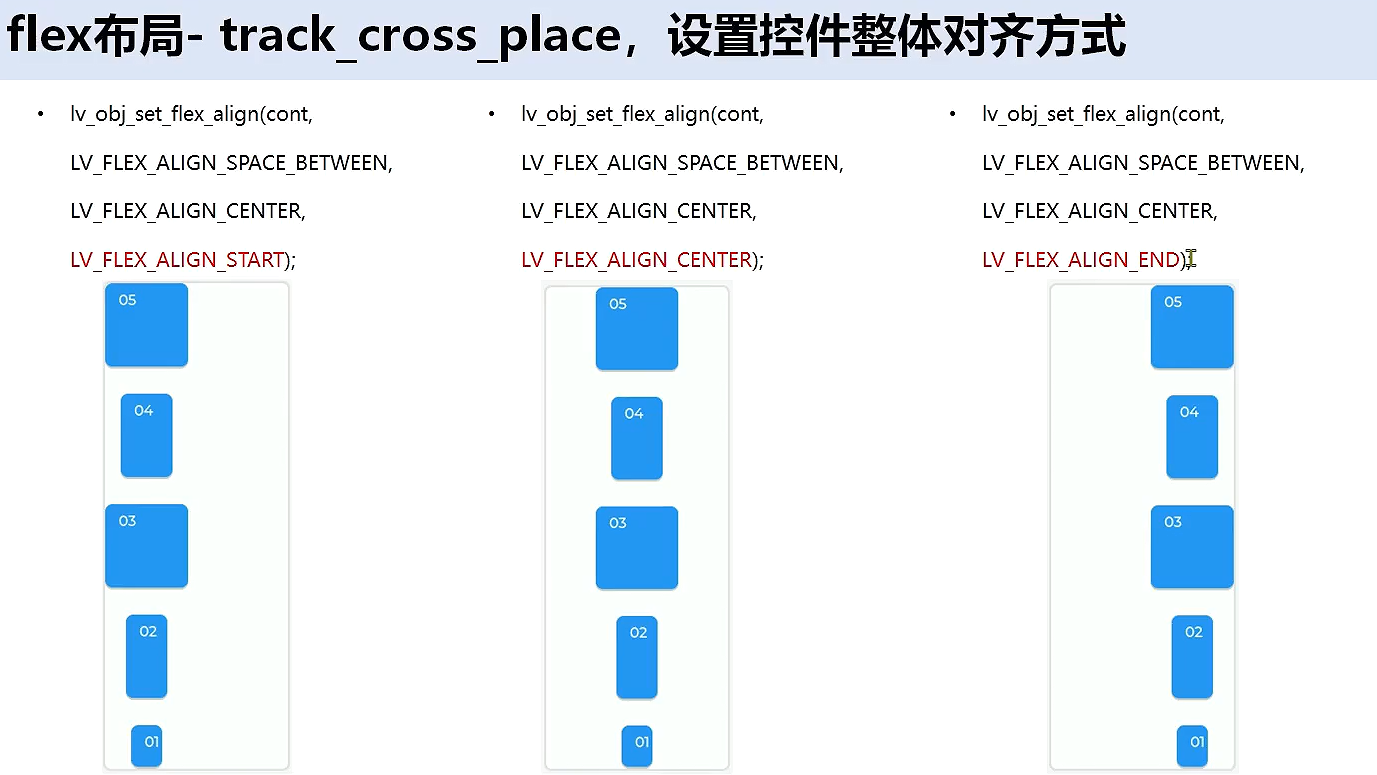 flex布局- track_cross_place，设置控件整体对齐方式
• lv_obj_set_flex_align(cont,
LV_FLEX_ALIGN_SPACE_BETWEEN,
LV_FLEX_ALIGN_CENTER,
LV_FLEX_ALIGN_START);
05
04
03
02
01
• lv_obj_set_flex_align(cont,
LV_FLEX_ALIGN_SPACE_BETWEEN,
LV_FLEX_ALIGN_CENTER,
LV_FLEX_ALIGN_CENTER);
05
04
03
02
01
• lv_obj_set_flex_align(cont,
LV_FLEX_ALIGN_SPACE_BETWEEN,
LV_FLEX_ALIGN_CENTER,
LV_FLEX_ALIGN_END);
05
04
03
02
01